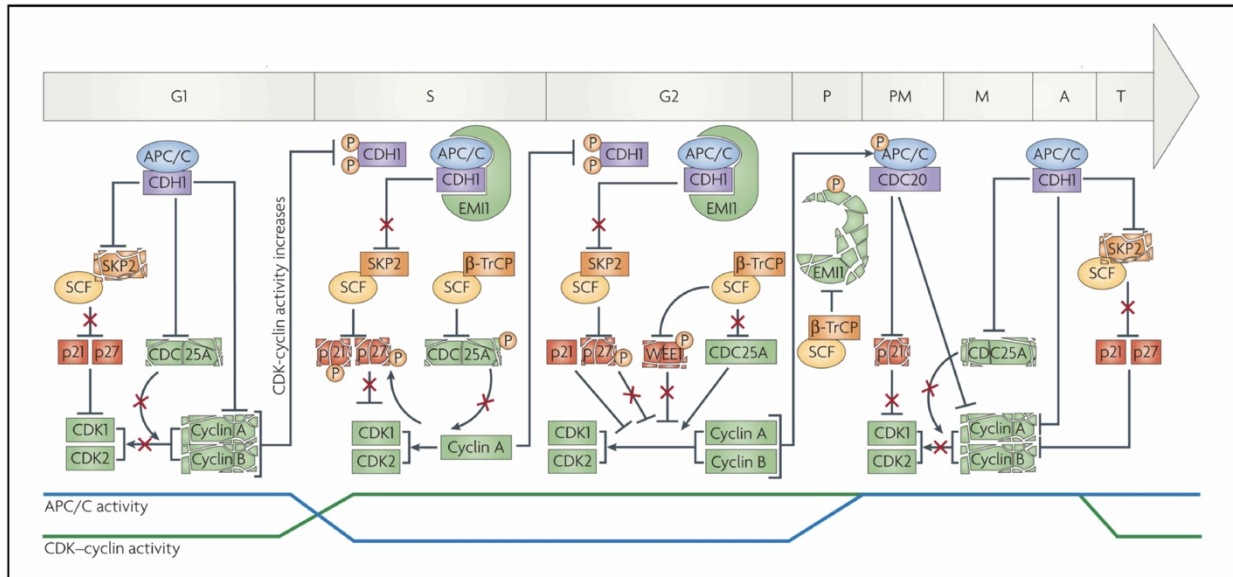 G1 S G2 P PM M A T
CDK-cyclin activity increases
APC/C
CDH1
SKP2
SCF
p21 p27
CDC25A
CDK1
CDK2
Cyclin A
Cyclin B
P
P
CDH1
APC/C
CDH1
EMI1
SKP2
SCF
β-TrCP
SCF
p21 p27
P
P
CDC25A
P
CDK1
CDK2
Cyclin A
P
P
CDH1
APC/C
CDH1
EMI1
SKP2
SCF
β-TrCP
SCF
p21 p27
P
WEE1
P
CDC25A
CDK1
CDK2
Cyclin A
Cyclin B
P
EMI1
β-TrCP
SCF
P
APC/C
CDC20
p21
CDK1
CDK2
APC/C
CDH1
CDC25A
Cyclin A
Cyclin B
SKP2
SCF
p21 p27
APC/C activity
CDK–cyclin activity